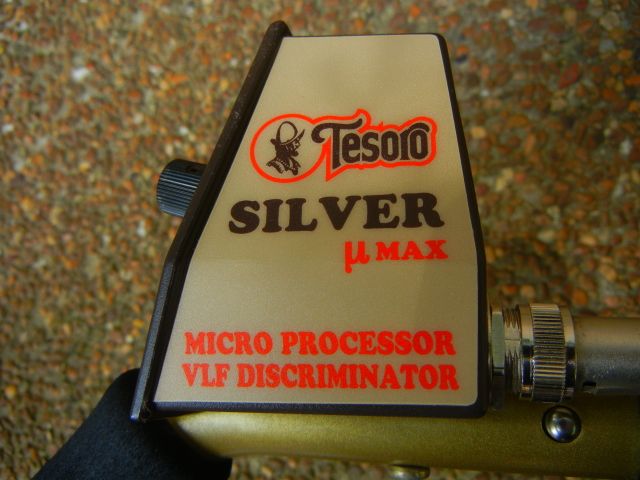 Tesoro
SILVER
µ MAX
MICRO PROCESSOR
VLF DISCRIMINATOR